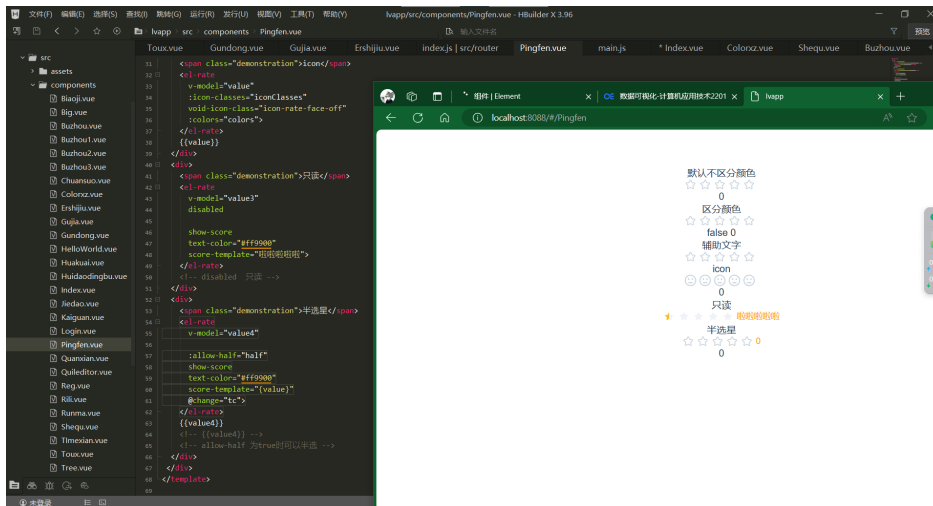 文件(F) 编辑(E) 选择(S) 查找(I) 跳转(G) 运行(R) 发行(U) 视图(V) 工具(T) 帮助(Y) lvapp/src/components/Pingfen.vue - HBuilder X 3.96
lvapp src components Pingfen.vue 输入文件名 预览
Toux.vue Gundong.vue Gujia.vue Ershijiu.vue index.js | src/router Pingfen.vue main.js * Index.vue Colorxz.vue Shequ.vue Buzhou.vue
src
assets
components
Biaoji.vue
Big.vue
Buzhou.vue
Buzhou1.vue
Buzhou2.vue
Buzhou3.vue
Chuansuo.vue
Colorxz.vue
Ershijiu.vue
Gujia.vue
Gundong.vue
HelloWorld.vue
Huakuai.vue
Huidaodingbu.vue
Index.vue
Jiedao.vue
Kaiguan.vue
Login.vue
Pingfen.vue
Quanxian.vue
Quileditor.vue
Reg.vue
Rili.vue
Runma.vue
Shequ.vue
TImexian.vue
Toux.vue
Tree.vue
未登录
31 <span class="demonstration">icon</span>
32 <el-rate
33 v-model="value"
34 :icon-classes="iconClasses"
35 void-icon-class="icon-rate-face-off"
36 :colors="colors">
37 </el-rate>
38 {{value}}
39 </div>
40 <div>
41 <span class="demonstration">只读</span>
42 <el-rate
43 v-model="value3"
44 disabled
45
46 show-score
47 text-color="#ff9900"
48 score-template="啦啦啦啦啦">
49 </el-rate>
50 <!-- disabled 只读 -->
51 </div>
52 <div>
53 <span class="demonstration">半选星</span>
54 <el-rate
55 v-model="value4"
56
57 :allow-half="half"
58 show-score
59 text-color="#ff9900"
60 score-template="{value}"
61 @change="tc">
62 </el-rate>
63 {{value4}}
64 <!-- {{value4}} -->
65 <!-- allow-half 为true时可以半选 -->
66 </div>
67 </div>
68 </template>
69
组件 | Element 数据可视化-计算机应用技术2201 lvapp
localhost:8088/#/Pingfen
默认不区分颜色
0
区分颜色
false 0
辅助文字
icon
0
只读
啦啦啦啦啦
半选星
0
0